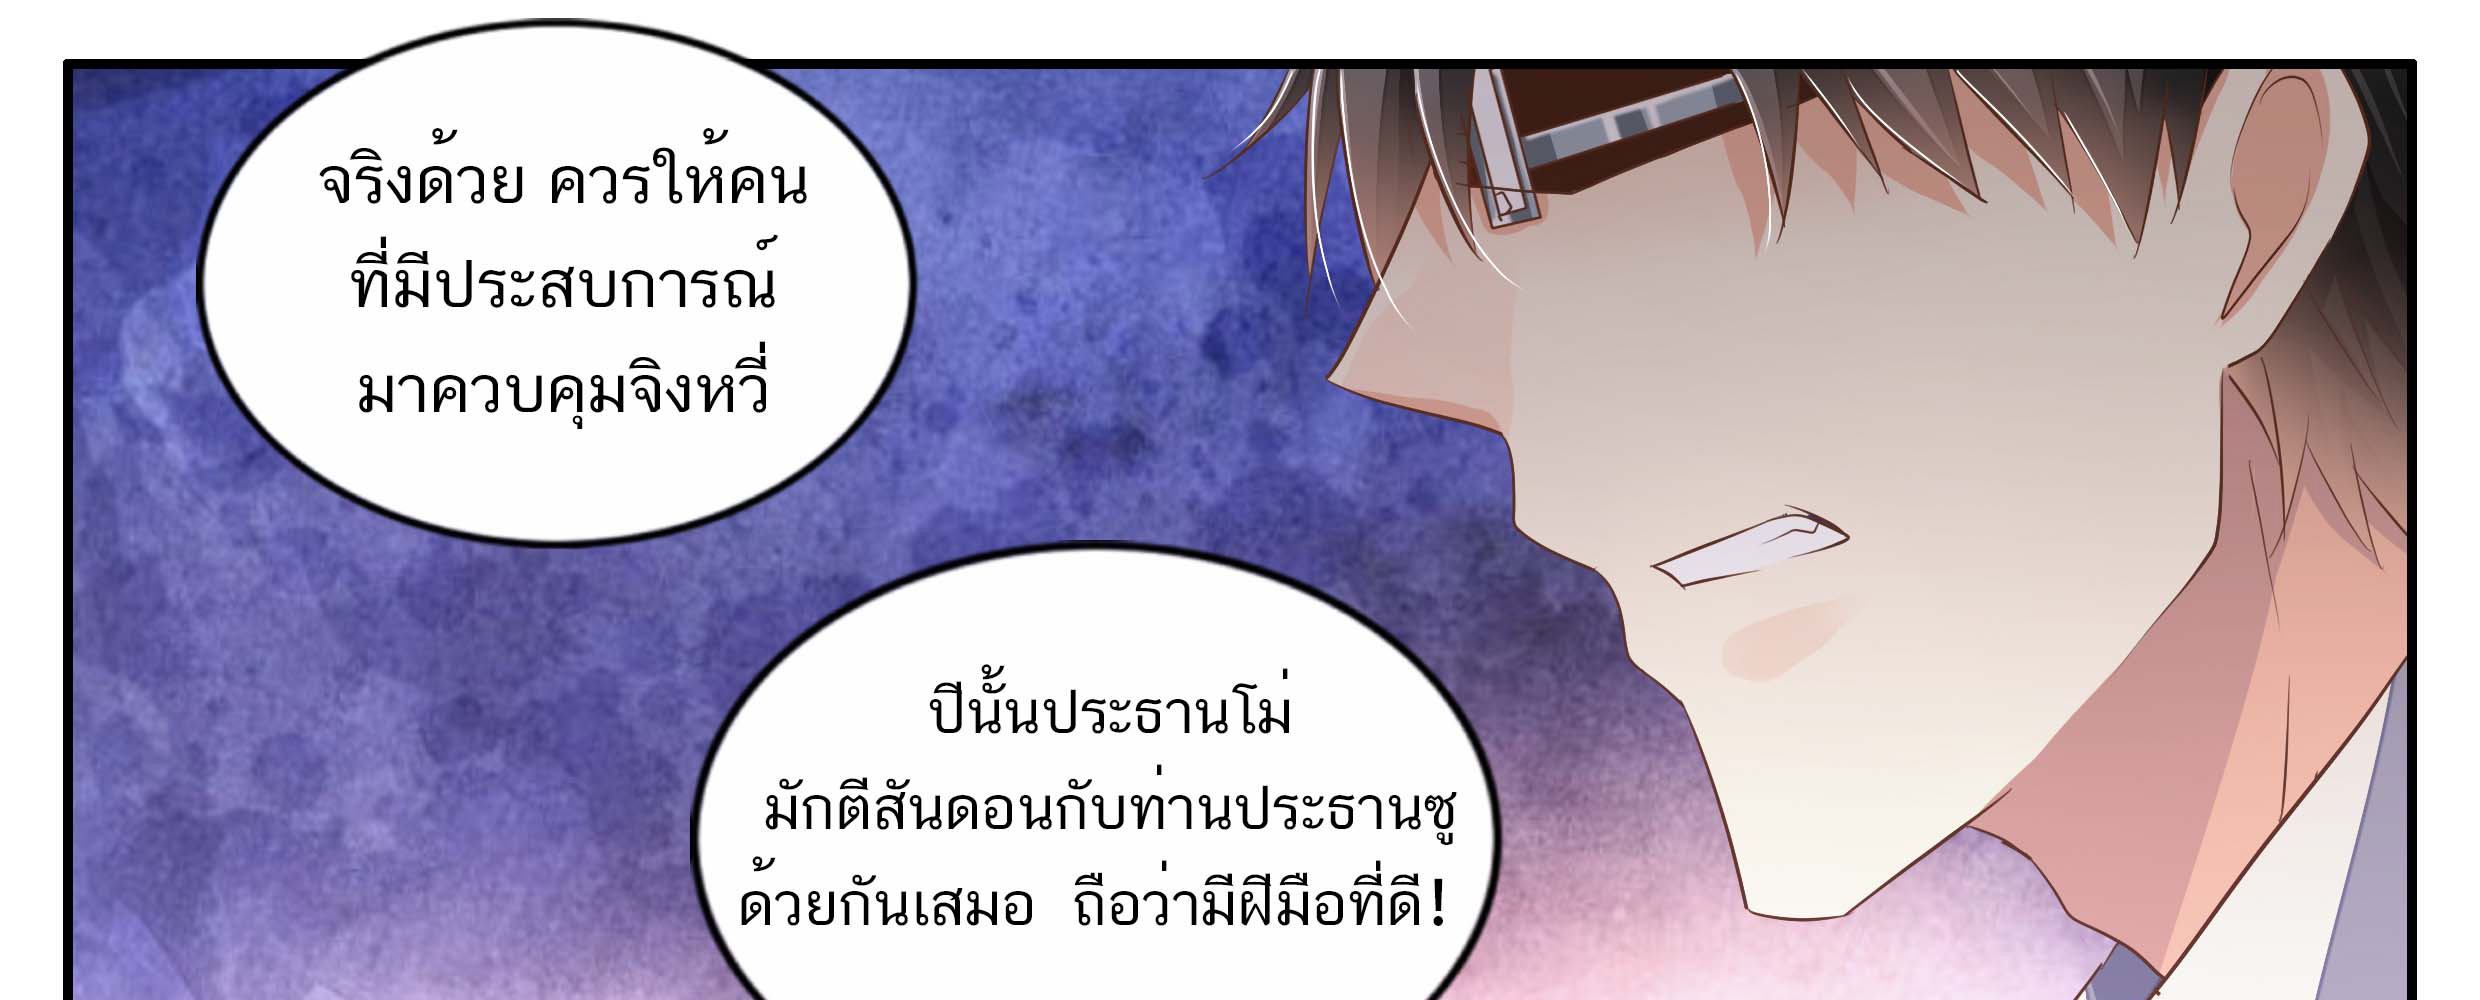 จริงด้วย ควรให้คน
ที่มีประสบการณ์
มาควบคุมจิงหวี่
ปีนั้นประธานโม่
มักตีสันดอนกับท่านประธานซู
ด้วยกันเสมอ ถือว่ามีฝีมือที่ดี!